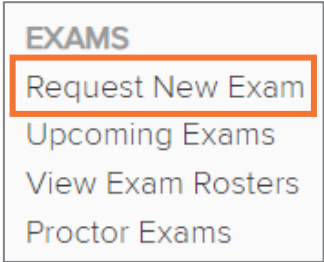 EXAMS
Request New Exam
Upcoming Exams
View Exam Rosters
Proctor Exams